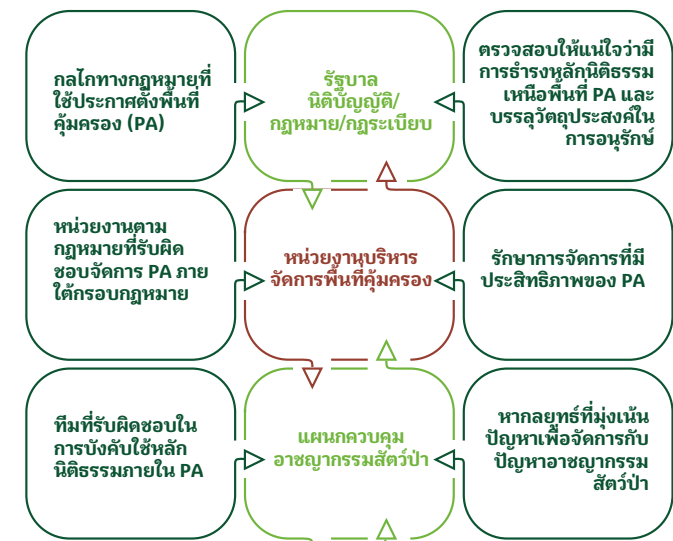 กลไกทางกฎหมายที่
ใช้ประกาศตั้งพื้นที่
คุ้มครอง (PA)
รัฐบาล
นิติบัญญัติ/
กฎหมาย/กฎระเบียบ
ตรวจสอบให้แน่ใจว่ามี
การธำรงหลักนิติธรรม
เหนือพื้นที่ PA และ
บรรลุวัตถุประสงค์ใน
การอนุรักษ์
หน่วยงานตาม
กฎหมายที่รับผิด
ชอบจัดการ PA ภาย
ใต้กรอบกฎหมาย
หน่วยงานบริหาร
จัดการพื้นที่คุ้มครอง
รักษาการจัดการที่มี
ประสิทธิภาพของ PA
ทีมที่รับผิดชอบใน
การบังคับใช้หลัก
นิติธรรมภายใน PA
แผนกควบคุม
อาชญากรรมสัตว์ป่า
หากลยุทธ์ที่มุ่งเน้น
ปัญหาเพื่อจัดการกับ
ปัญหาอาชญากรรม
สัตว์ป่า